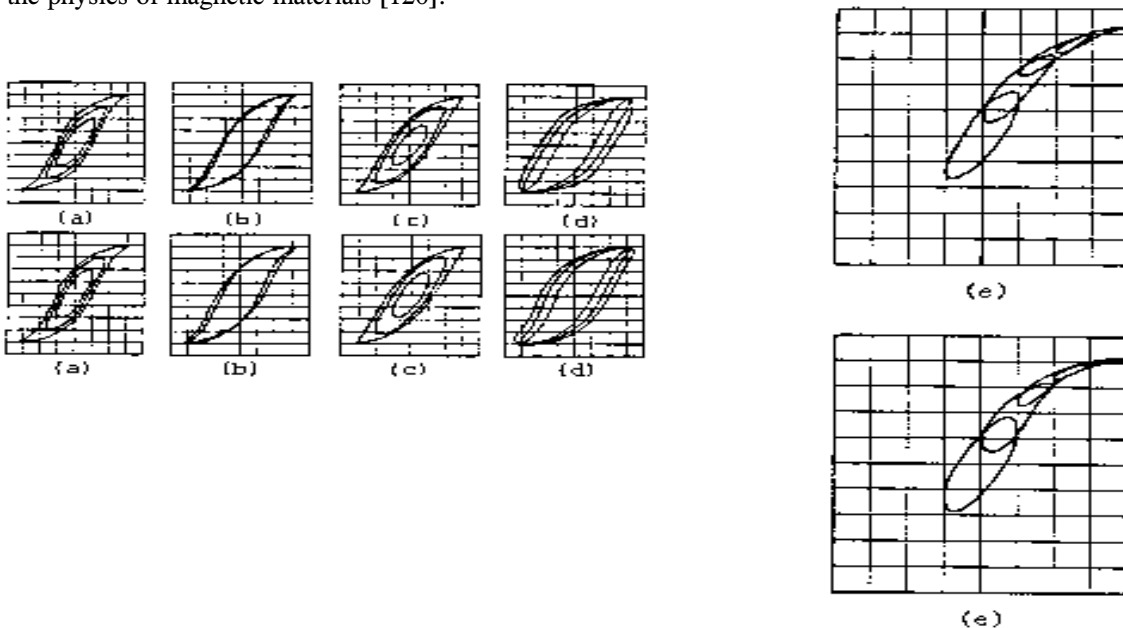 the physics of magnetic materials [120].
(a) (b) (c) (d)
(a) (b) (c) (d)
(e)
(e)